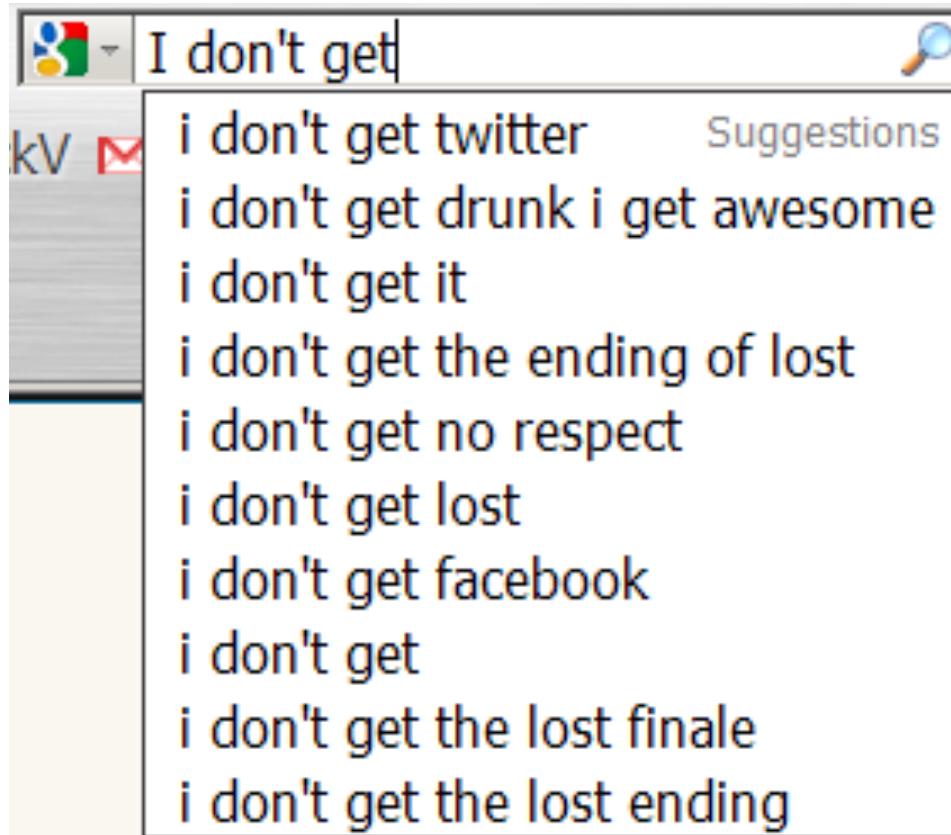 I don't get
kV
i don't get twitter Suggestions
i don't get drunk i get awesome
i don't get it
i don't get the ending of lost
i don't get no respect
i don't get lost
i don't get facebook
i don't get
i don't get the lost finale
i don't get the lost ending